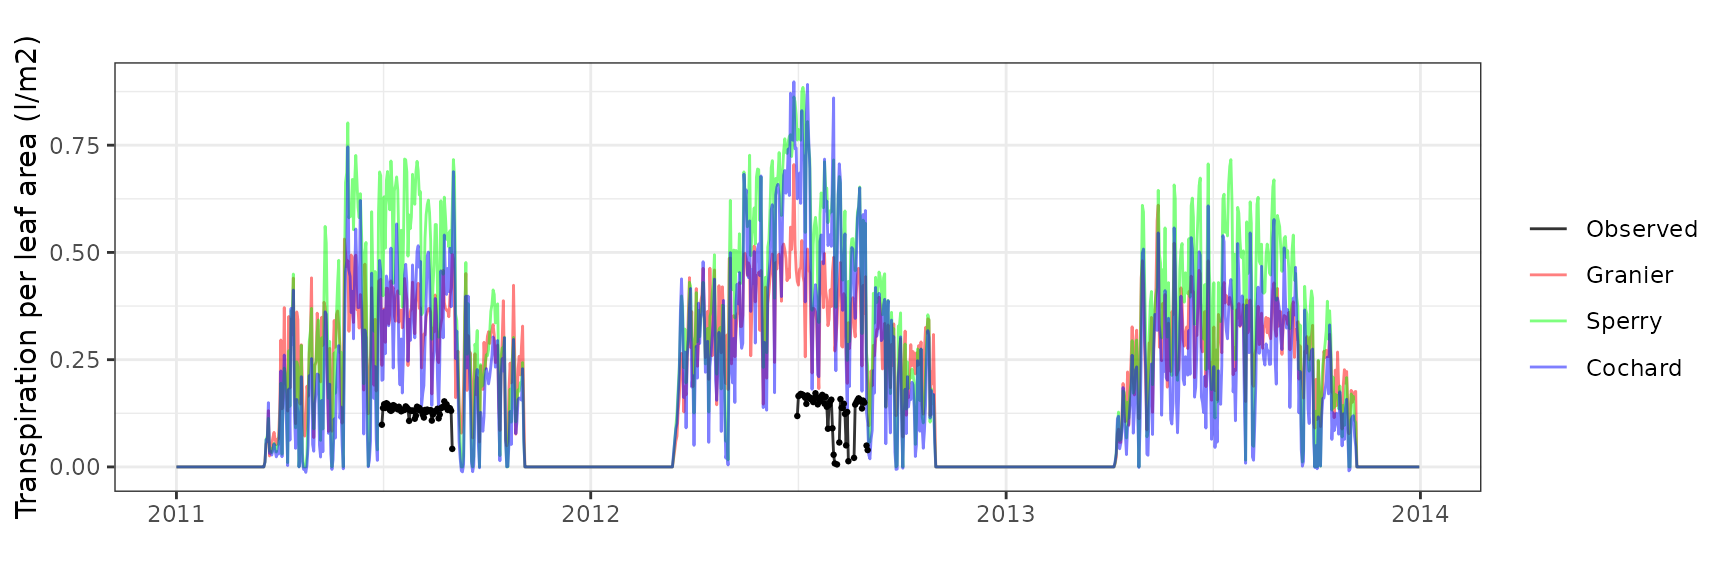 Transpiration per leaf area (l/m2)
0.75
0.50
0.25
0.00
2011 2012 2013 2014
Observed
Granier
Sperry
Cochard